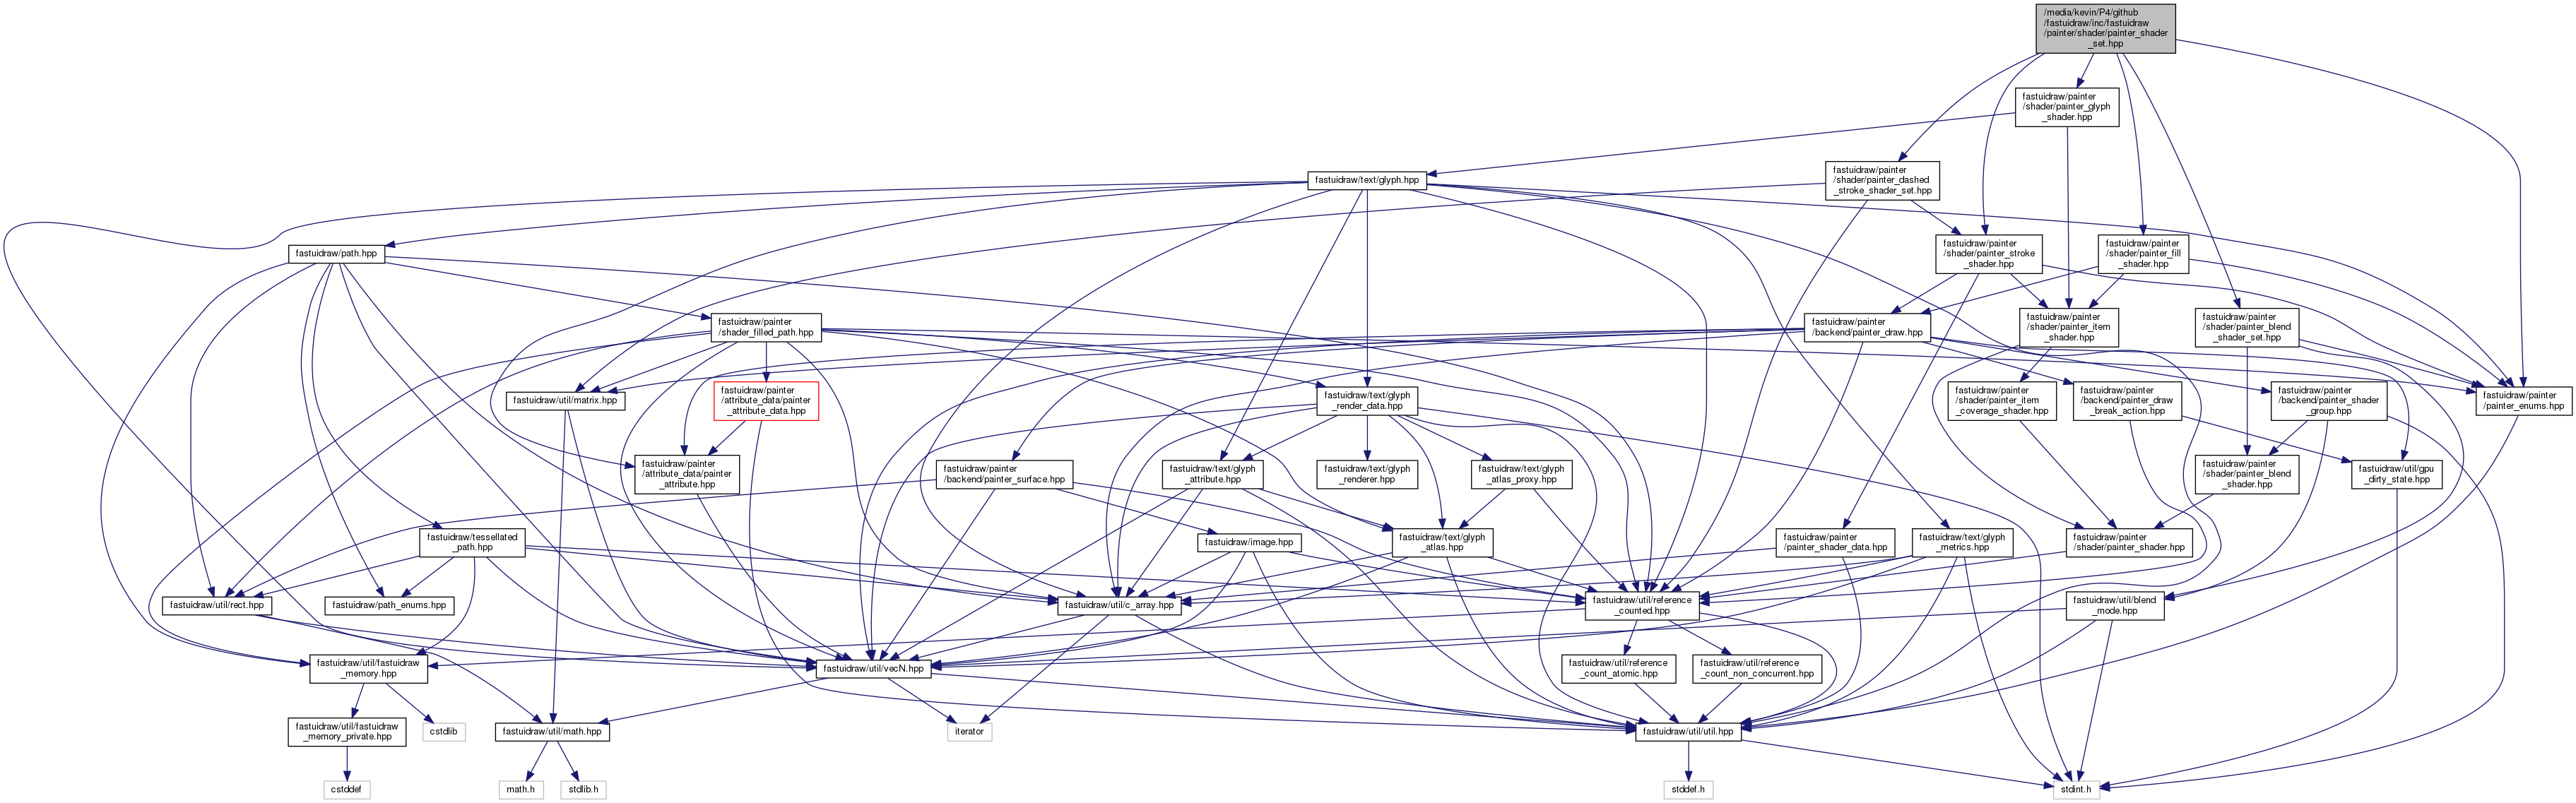 /media/kevin/P4/github
/fastuidraw/inc/fastuidraw
/painter/shader/painter_shader
_set.hpp
fastuidraw/painter
/shader/painter_glyph
_shader.hpp
fastuidraw/text/glyph.hpp
fastuidraw/painter
/shader/painter_dashed
_stroke_shader_set.hpp
fastuidraw/path.hpp
fastuidraw/painter
/shader/painter_stroke
_shader.hpp
fastuidraw/painter
/shader/painter_fill
_shader.hpp
fastuidraw/painter
/shader_filled_path.hpp
fastuidraw/painter
/backend/painter_draw.hpp
fastuidraw/painter
/shader/painter_item
_shader.hpp
fastuidraw/painter
/shader/painter_blend
_shader_set.hpp
fastuidraw/util/matrix.hpp
fastuidraw/painter
/attribute_data/painter
_attribute_data.hpp
fastuidraw/text/glyph
_render_data.hpp
fastuidraw/painter
/shader/painter_item
_coverage_shader.hpp
fastuidraw/painter
/backend/painter_draw
_break_action.hpp
fastuidraw/painter
/backend/painter_shader
_group.hpp
fastuidraw/painter
/painter_enums.hpp
fastuidraw/painter
/attribute_data/painter
_attribute.hpp
fastuidraw/painter
/backend/painter_surface.hpp
fastuidraw/text/glyph
_attribute.hpp
fastuidraw/text/glyph
_renderer.hpp
fastuidraw/text/glyph
_atlas_proxy.hpp
fastuidraw/painter
/shader/painter_blend
_shader.hpp
fastuidraw/util/gpu
_dirty_state.hpp
fastuidraw/tessellated
_path.hpp
fastuidraw/image.hpp
fastuidraw/text/glyph
_atlas.hpp
fastuidraw/painter
/painter_shader_data.hpp
fastuidraw/text/glyph
_metrics.hpp
fastuidraw/painter
/shader/painter_shader.hpp
fastuidraw/util/rect.hpp
fastuidraw/path_enums.hpp
fastuidraw/util/c_array.hpp
fastuidraw/util/reference
_counted.hpp
fastuidraw/util/blend
_mode.hpp
fastuidraw/util/fastuidraw
_memory.hpp
fastuidraw/util/vecN.hpp
fastuidraw/util/reference
_count_atomic.hpp
fastuidraw/util/reference
_count_non_concurrent.hpp
fastuidraw/util/fastuidraw
_memory_private.hpp
cstdlib
fastuidraw/util/math.hpp
iterator
fastuidraw/util/util.hpp
cstddef
math.h
stdlib.h
stddef.h
stdint.h